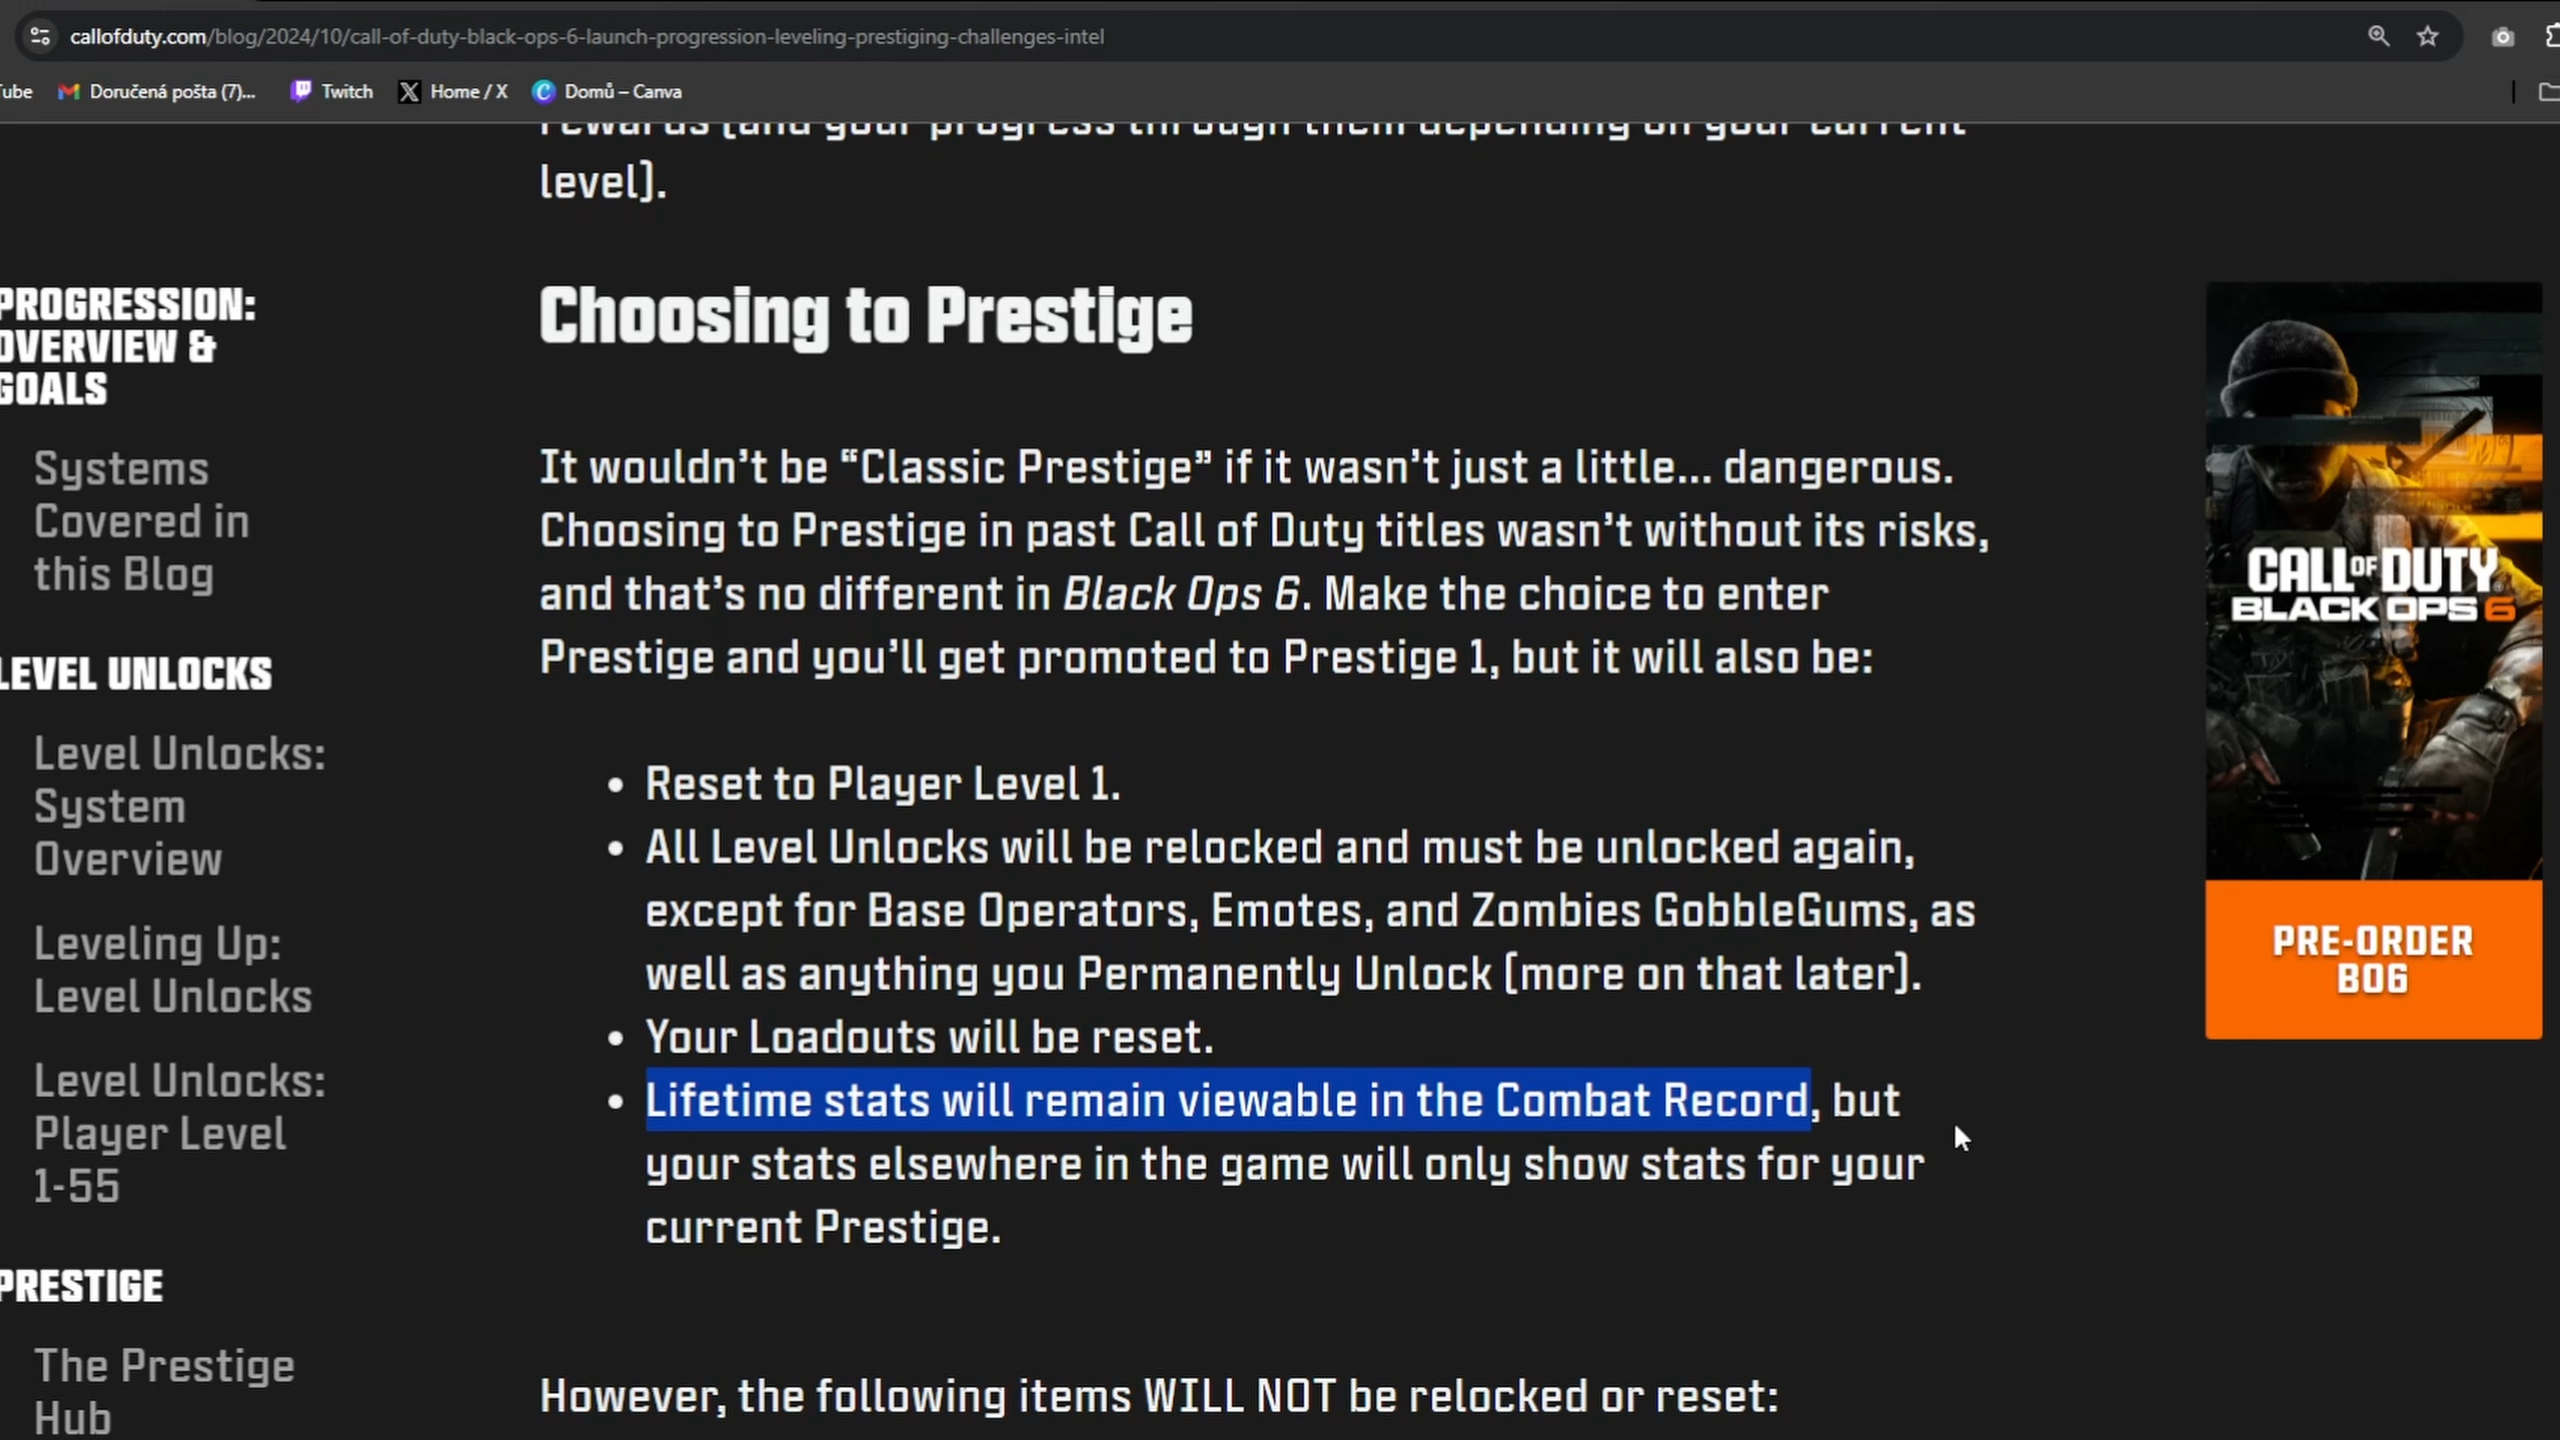 callofduty.com/blog/2024/10/call-of-duty-black-ops-6-launch-progression-leveling-prestiging-challenges-intel
Doručená pošta (7)...
Twitch
Home / X
Domů – Canva
rewards (and your progress through them depending on your current
level).
PROGRESSION:
OVERVIEW &
GOALS
Systems
Covered in
this Blog
LEVEL UNLOCKS
Level Unlocks:
System
Overview
Leveling Up:
Level Unlocks
Level Unlocks:
Player Level
1-55
PRESTIGE
The Prestige
Hub
Choosing to Prestige
It wouldn’t be “Classic Prestige” if it wasn’t just a little... dangerous.
Choosing to Prestige in past Call of Duty titles wasn’t without its risks,
and that’s no different in Black Ops 6. Make the choice to enter
Prestige and you’ll get promoted to Prestige 1, but it will also be:
• Reset to Player Level 1.
• All Level Unlocks will be relocked and must be unlocked again,
except for Base Operators, Emotes, and Zombies GobbleGums, as
well as anything you Permanently Unlock (more on that later).
• Your Loadouts will be reset.
• Lifetime stats will remain viewable in the Combat Record, but
your stats elsewhere in the game will only show stats for your
current Prestige.
However, the following items WILL NOT be relocked or reset:
CALL OF DUTY
BLACK OPS 6
PRE-ORDER
BO6